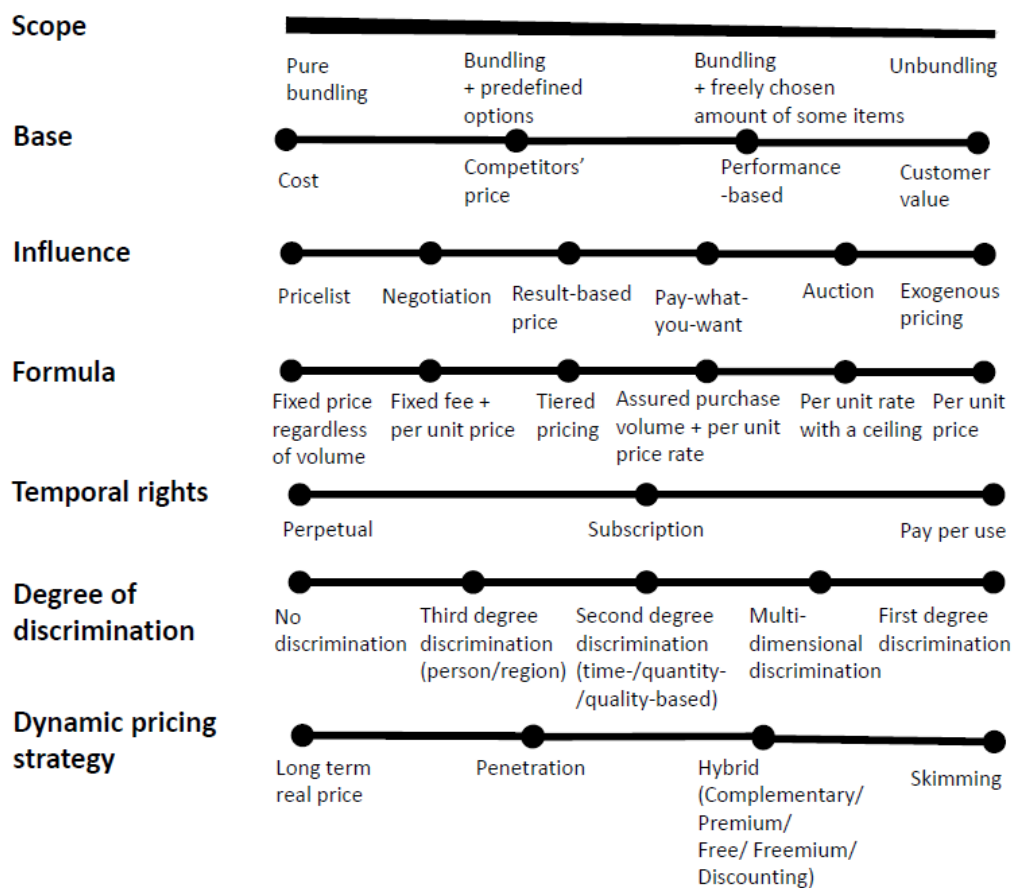 Scope
Pure
bundling
Bundling
+ predefined
options
Bundling
+ freely chosen
amount of some items
Unbundling
Base
Cost
Competitors’
price
Performance
-based
Customer
value
Influence
Pricelist
Negotiation
Result-based
price
Pay-what-
you-want
Auction
Exogenous
pricing
Formula
Fixed price
regardless
of volume
Fixed fee +
per unit price
Tiered
pricing
Assured purchase
volume + per unit
price rate
Per unit rate
with a ceiling
Per unit
price
Temporal rights
Perpetual
Subscription
Pay per use
Degree of
discrimination
No
discrimination
Third degree
discrimination
(person/region)
Second degree
discrimination
(time-/quantity-
/quality-based)
Multi-
dimensional
discrimination
First degree
discrimination
Dynamic pricing
strategy
Long term
real price
Penetration
Hybrid
(Complementary/
Premium/
Free/ Freemium/
Discounting)
Skimming